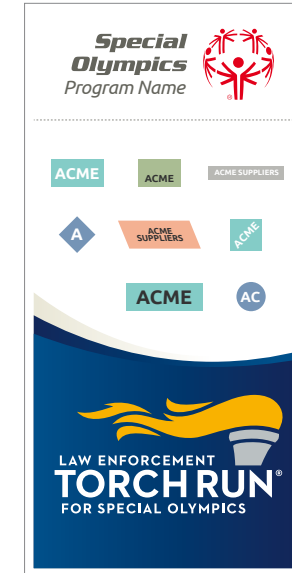 Special
Olympics
Program Name
®
ACME
ACME
ACME SUPPLIERS
A
ACME
SUPPLIERS
ACME
ACME
AC
LAW ENFORCEMENT
TORCH RUN®
FOR SPECIAL OLYMPICS